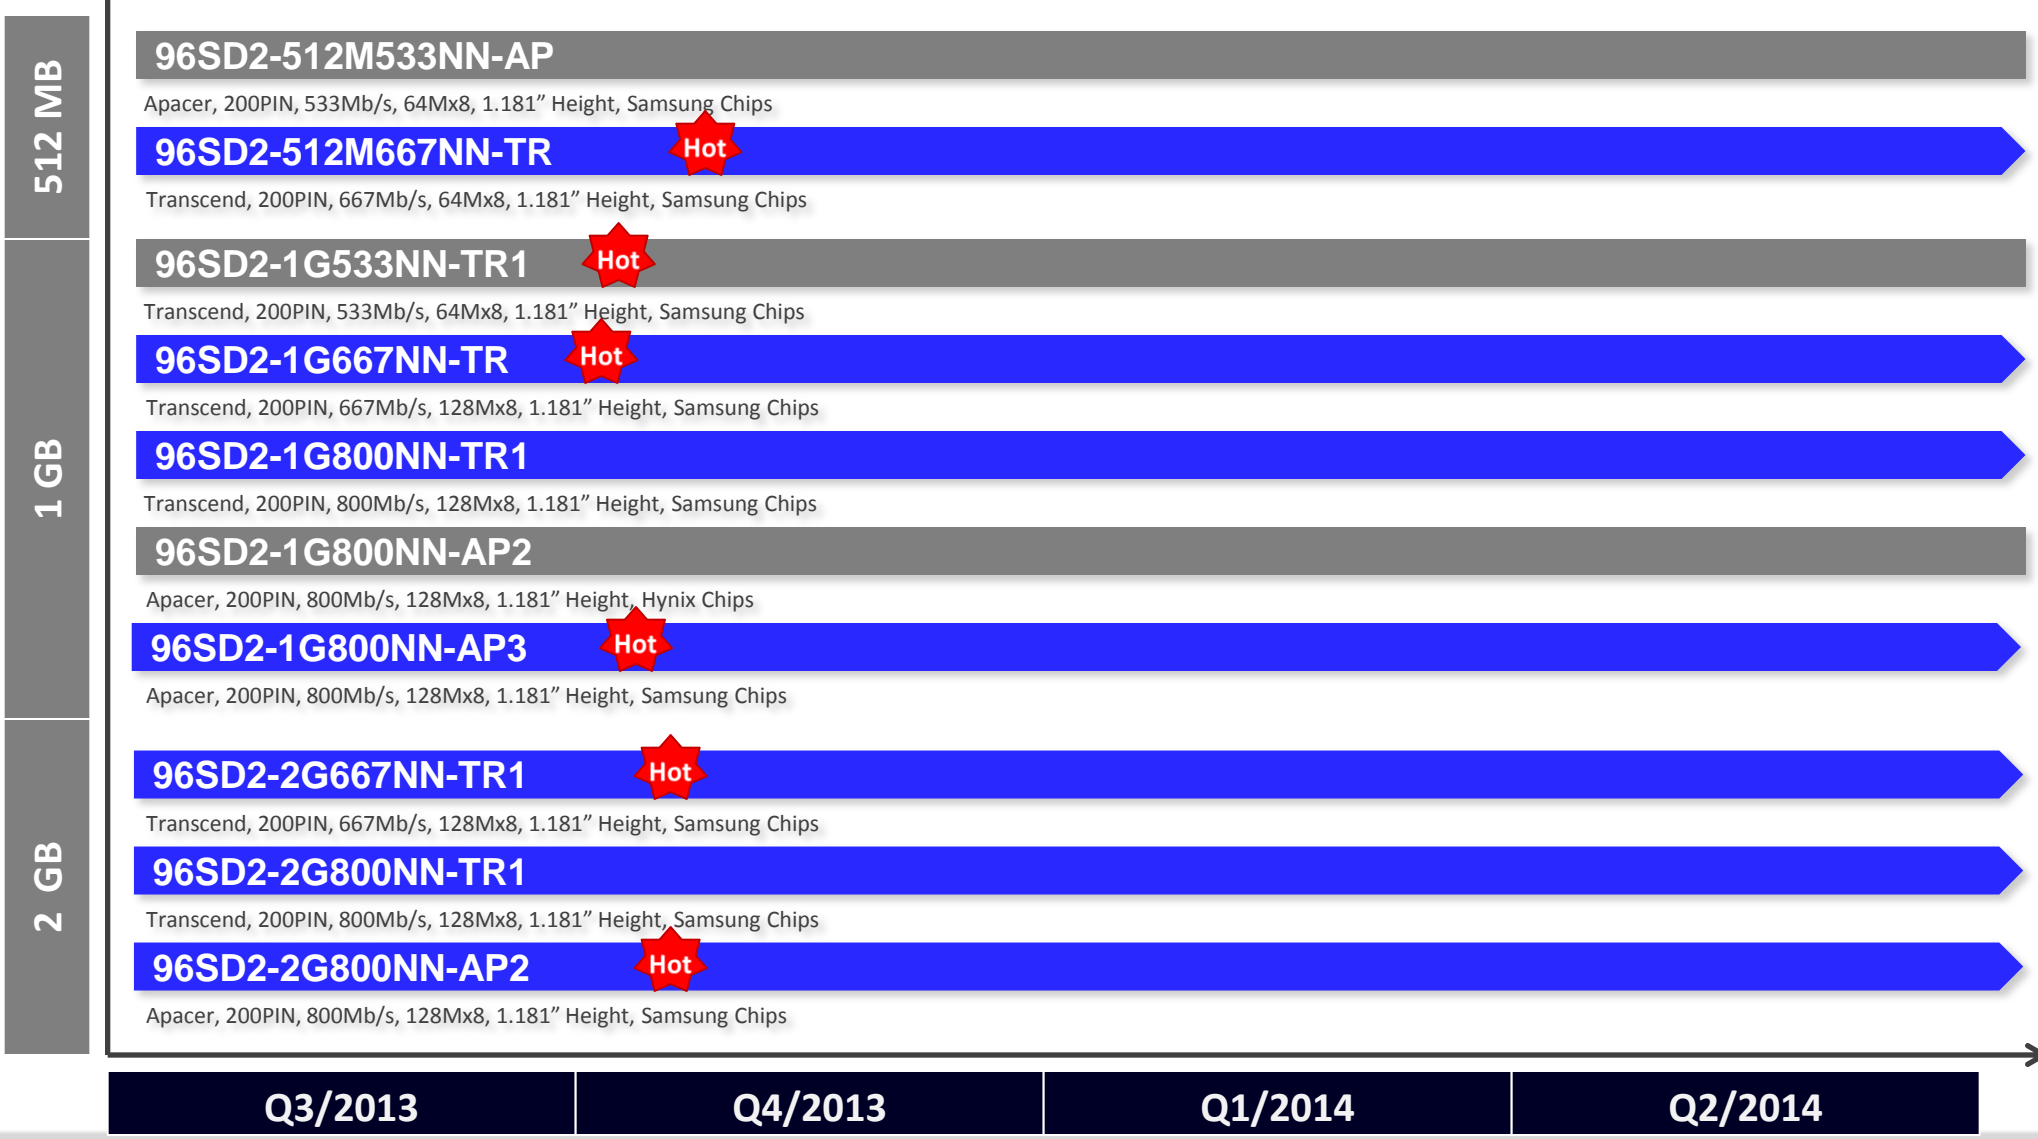 512 MB
96SD2-512M533NN-AP
Apacer, 200PIN, 533Mb/s, 64Mx8, 1.181” Height, Samsung Chips
96SD2-512M667NN-TR
Hot
Transcend, 200PIN, 667Mb/s, 64Mx8, 1.181” Height, Samsung Chips
1 GB
96SD2-1G533NN-TR1
Hot
Transcend, 200PIN, 533Mb/s, 64Mx8, 1.181” Height, Samsung Chips
96SD2-1G667NN-TR
Hot
Transcend, 200PIN, 667Mb/s, 128Mx8, 1.181” Height, Samsung Chips
96SD2-1G800NN-TR1
Transcend, 200PIN, 800Mb/s, 128Mx8, 1.181” Height, Samsung Chips
96SD2-1G800NN-AP2
Apacer, 200PIN, 800Mb/s, 128Mx8, 1.181” Height, Hynix Chips
96SD2-1G800NN-AP3
Hot
Apacer, 200PIN, 800Mb/s, 128Mx8, 1.181” Height, Samsung Chips
2 GB
96SD2-2G667NN-TR1
Hot
Transcend, 200PIN, 667Mb/s, 128Mx8, 1.181” Height, Samsung Chips
96SD2-2G800NN-TR1
Transcend, 200PIN, 800Mb/s, 128Mx8, 1.181” Height, Samsung Chips
96SD2-2G800NN-AP2
Hot
Apacer, 200PIN, 800Mb/s, 128Mx8, 1.181” Height, Samsung Chips
Q3/2013
Q4/2013
Q1/2014
Q2/2014